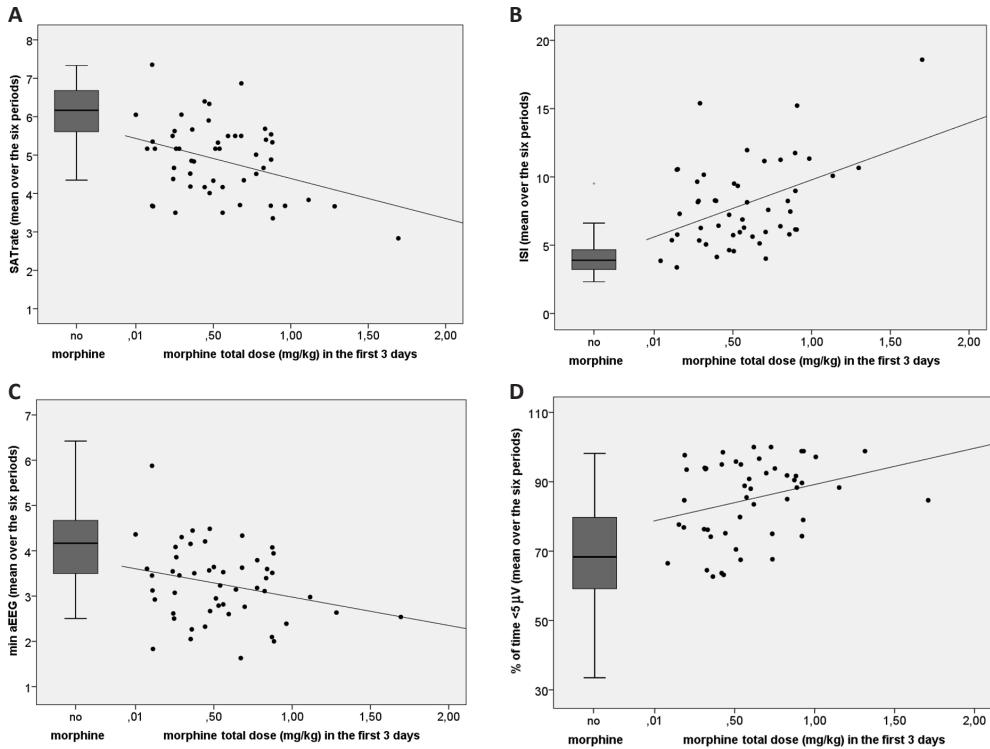 A
SATrate (mean over the six periods)
8
7
6
5
4
3
2
1
no morphine
,01
,50
1,00
1,50
2,00
morphine total dose (mg/kg) in the first 3 days
B
ISI (mean over the six periods)
20
15
10
5
0
no morphine
,01
,50
1,00
1,50
2,00
morphine total dose (mg/kg) in the first 3 days
C
min aEEG (mean over the six periods)
7
6
5
4
3
2
1
no morphine
,01
,50
1,00
1,50
2,00
morphine total dose (mg/kg) in the first 3 days
D
% of time <5 μV (mean over the six periods)
110
90
70
50
30
no morphine
,01
,50
1,00
1,50
2,00
morphine total dose (mg/kg) in the first 3 days